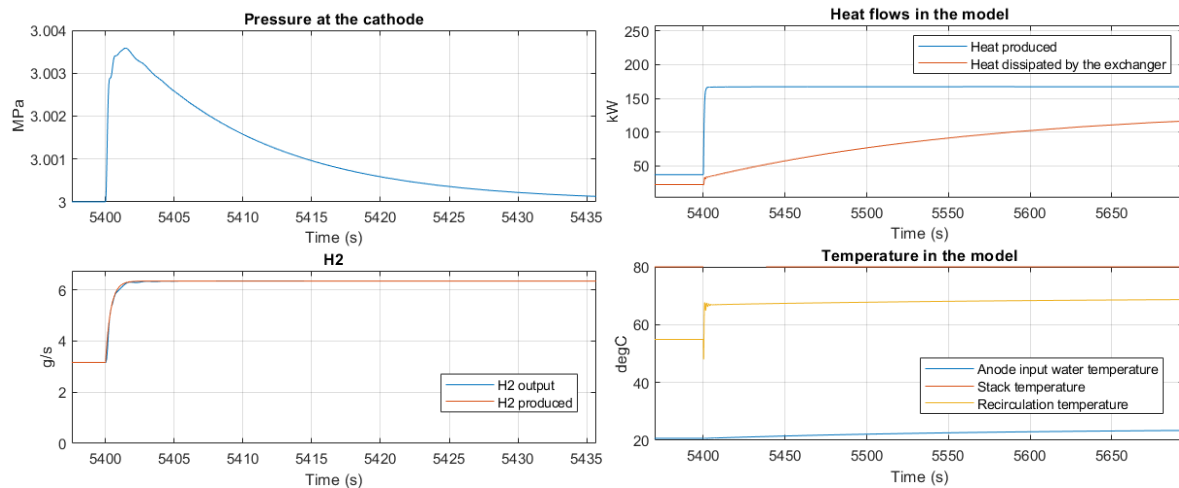 Pressure at the cathode
3.004
3.003
3.002
3.001
3
MPa
5400 5405 5410 5415 5420 5425 5430 5435
Time (s)
Heat flows in the model
250
200
150
100
50
kW
Heat produced
Heat dissipated by the exchanger
5400 5450 5500 5550 5600 5650
Time (s)
H2
6
4
2
0
g/s
H2 output
H2 produced
5400 5405 5410 5415 5420 5425 5430 5435
Time (s)
Temperature in the model
80
60
40
20
degC
Anode input water temperature
Stack temperature
Recirculation temperature
5400 5450 5500 5550 5600 5650
Time (s)